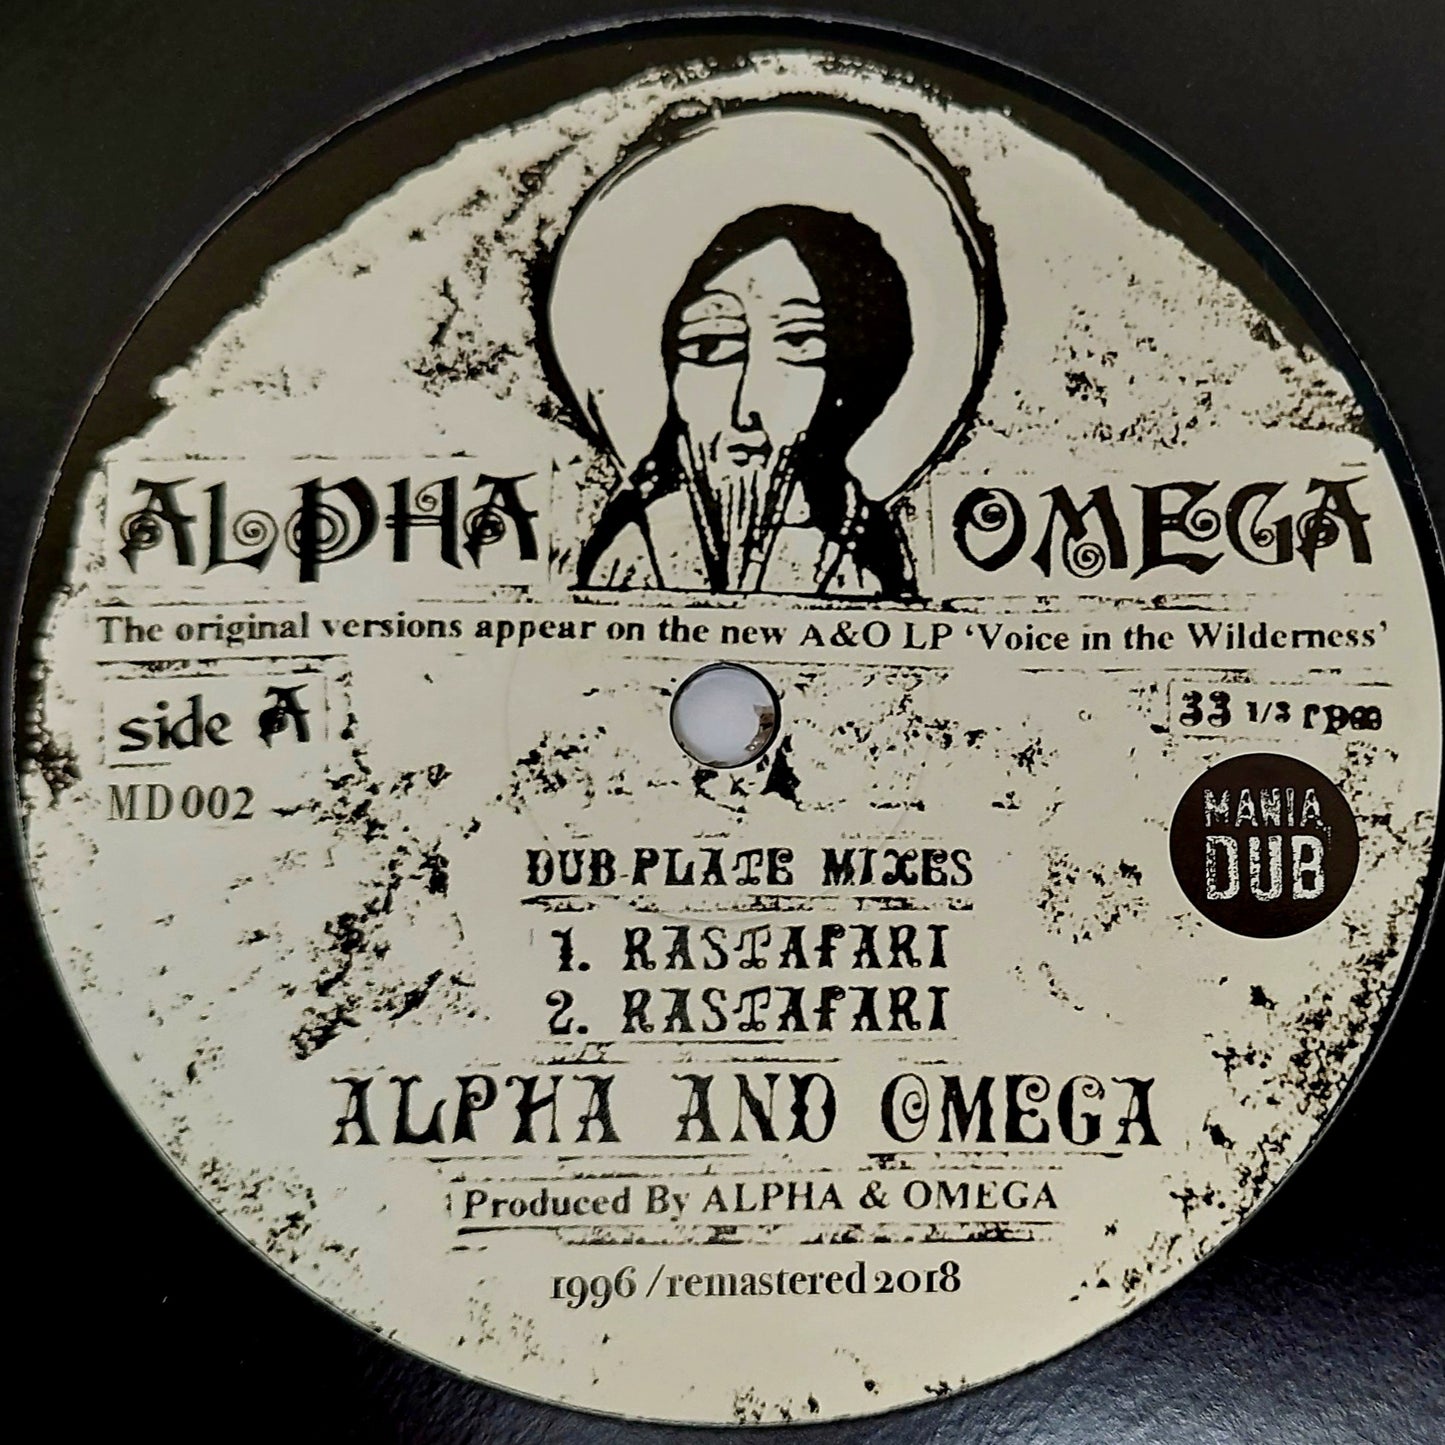 ALPHA OMEGA
The original versions appear on the new A&O LP ‘Voice in the Wilderness’
side A
33 1/3 rpm
MD002
MANIA
DUB
DUB-PLATE MIXES
1. RASTAFARI
2. RASTAFARI
ALPHA AND OMEGA
Produced By ALPHA & OMEGA
1996 / remastered 2018